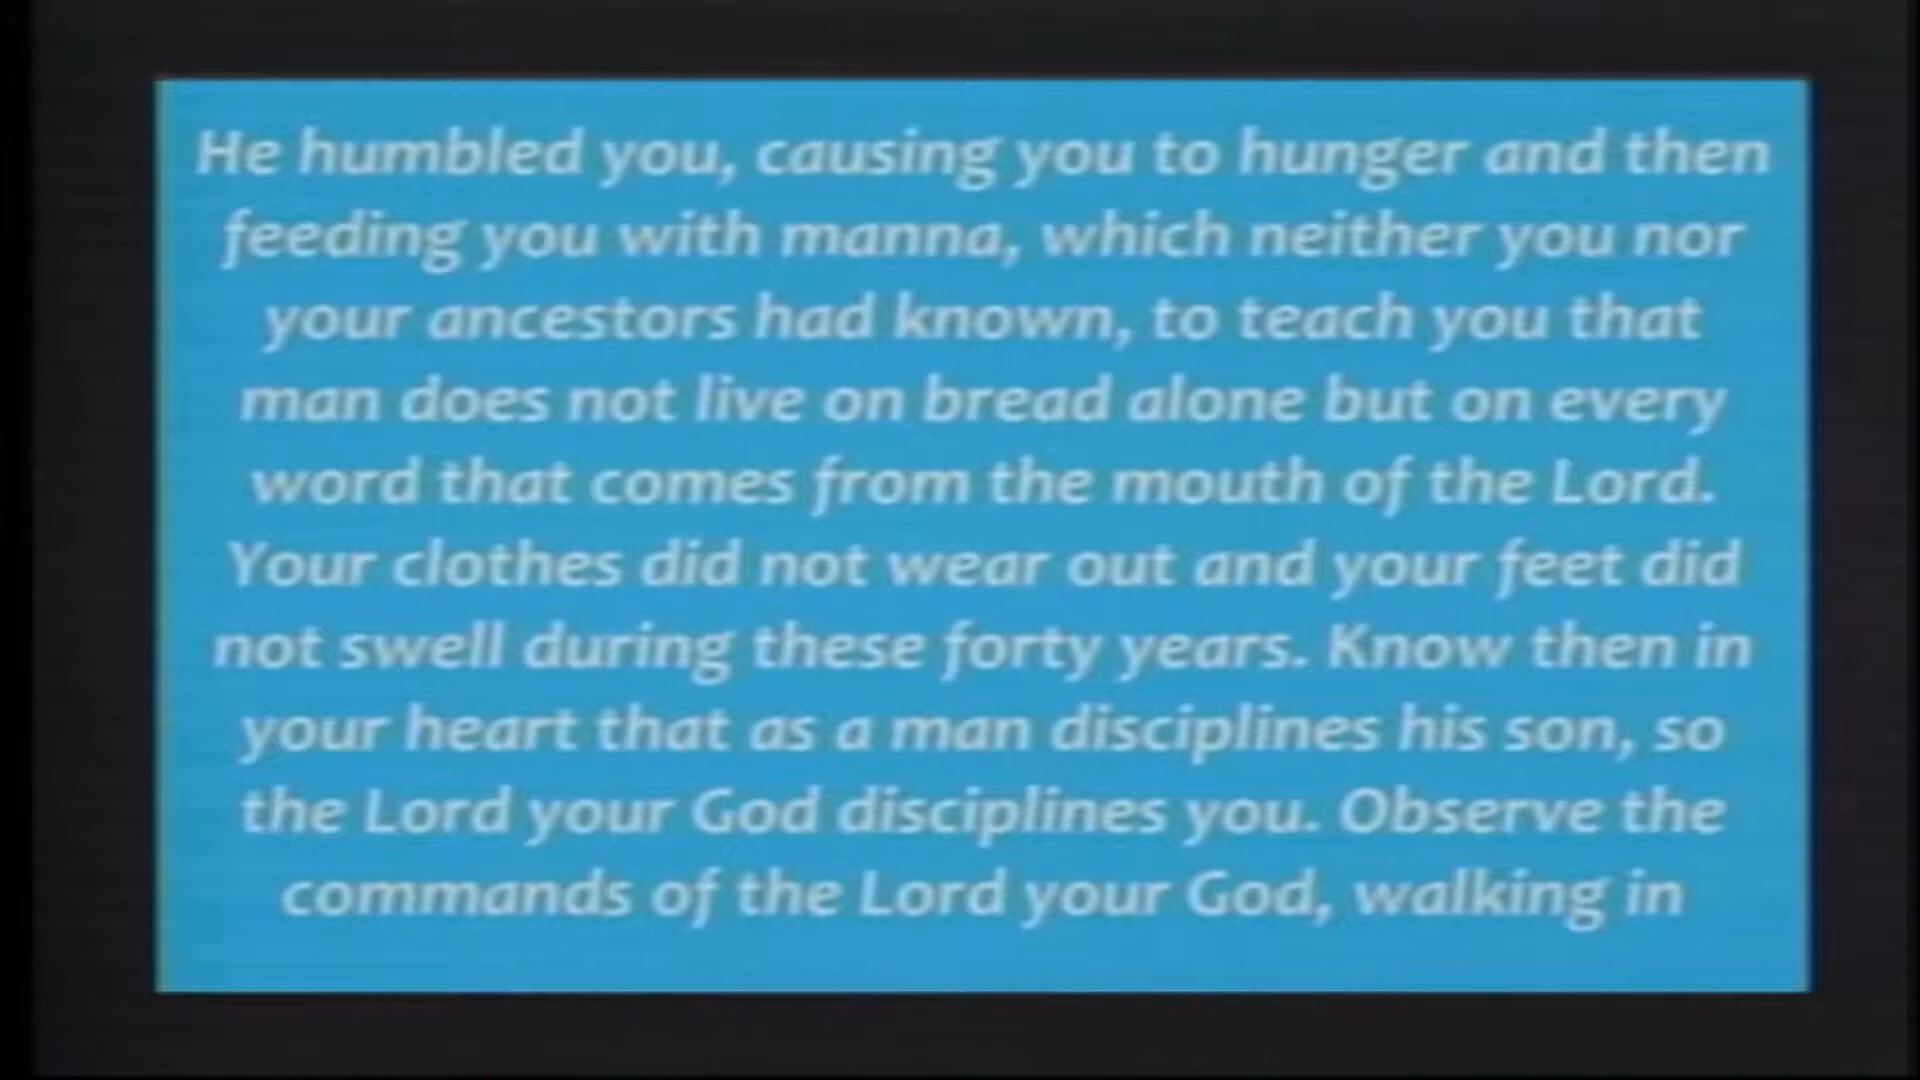 He humbled you, causing you to hunger and then
feeding you with manna, which neither you nor
your ancestors had known, to teach you that
man does not live on bread alone but on every
word that comes from the mouth of the Lord.
Your clothes did not wear out and your feet did
not swell during these forty years. Know then in
your heart that as a man disciplines his son, so
the Lord your God disciplines you. Observe the
commands of the Lord your God, walking in